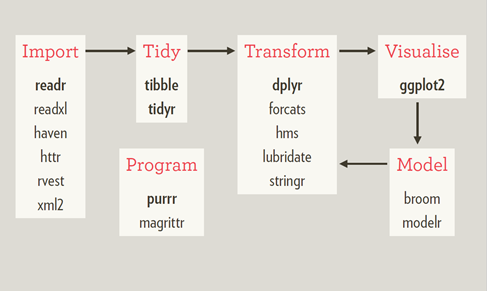 Import
readr
readxl
haven
httr
rvest
xml2
Tidy
tibble
tidyr
Program
purrr
magrittr
Transform
dplyr
forcats
hms
lubridate
stringr
Visualise
ggplot2
Model
broom
modelr